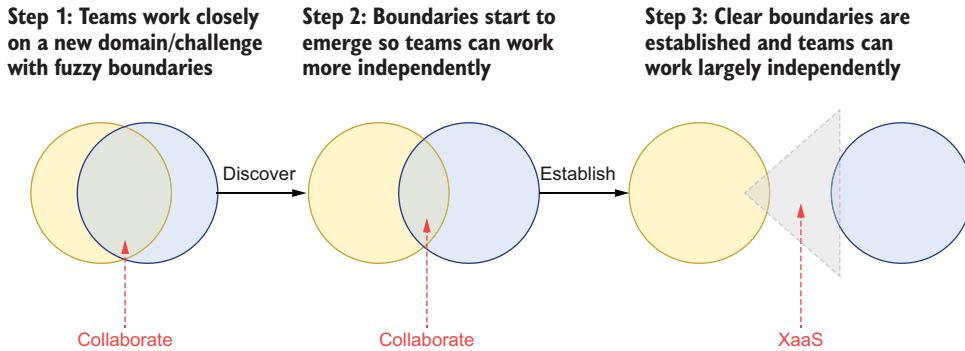 Step 1: Teams work closely
on a new domain/challenge
with fuzzy boundaries
Step 2: Boundaries start to
emerge so teams can work
more independently
Step 3: Clear boundaries are
established and teams can
work largely independently
Discover
Establish
Collaborate
Collaborate
XaaS